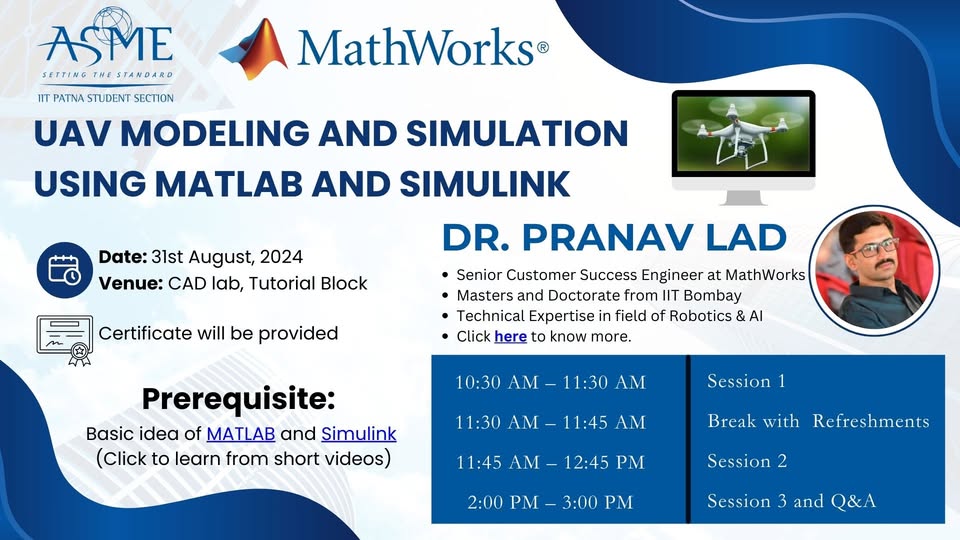 ASME
SETTING THE STANDARD
IIT PATNA STUDENT SECTION
MathWorks®
UAV MODELING AND SIMULATION
USING MATLAB AND SIMULINK
Date: 31st August, 2024
Venue: CAD lab, Tutorial Block
Certificate will be provided
Prerequisite:
Basic idea of MATLAB and Simulink
(Click to learn from short videos)
DR. PRANAV LAD
• Senior Customer Success Engineer at MathWorks
• Masters and Doctorate from IIT Bombay
• Technical Expertise in field of Robotics & AI
• Click here to know more.
10:30 AM – 11:30 AM Session 1
11:30 AM – 11:45 AM Break with Refreshments
11:45 AM – 12:45 PM Session 2
2:00 PM – 3:00 PM Session 3 and Q&A